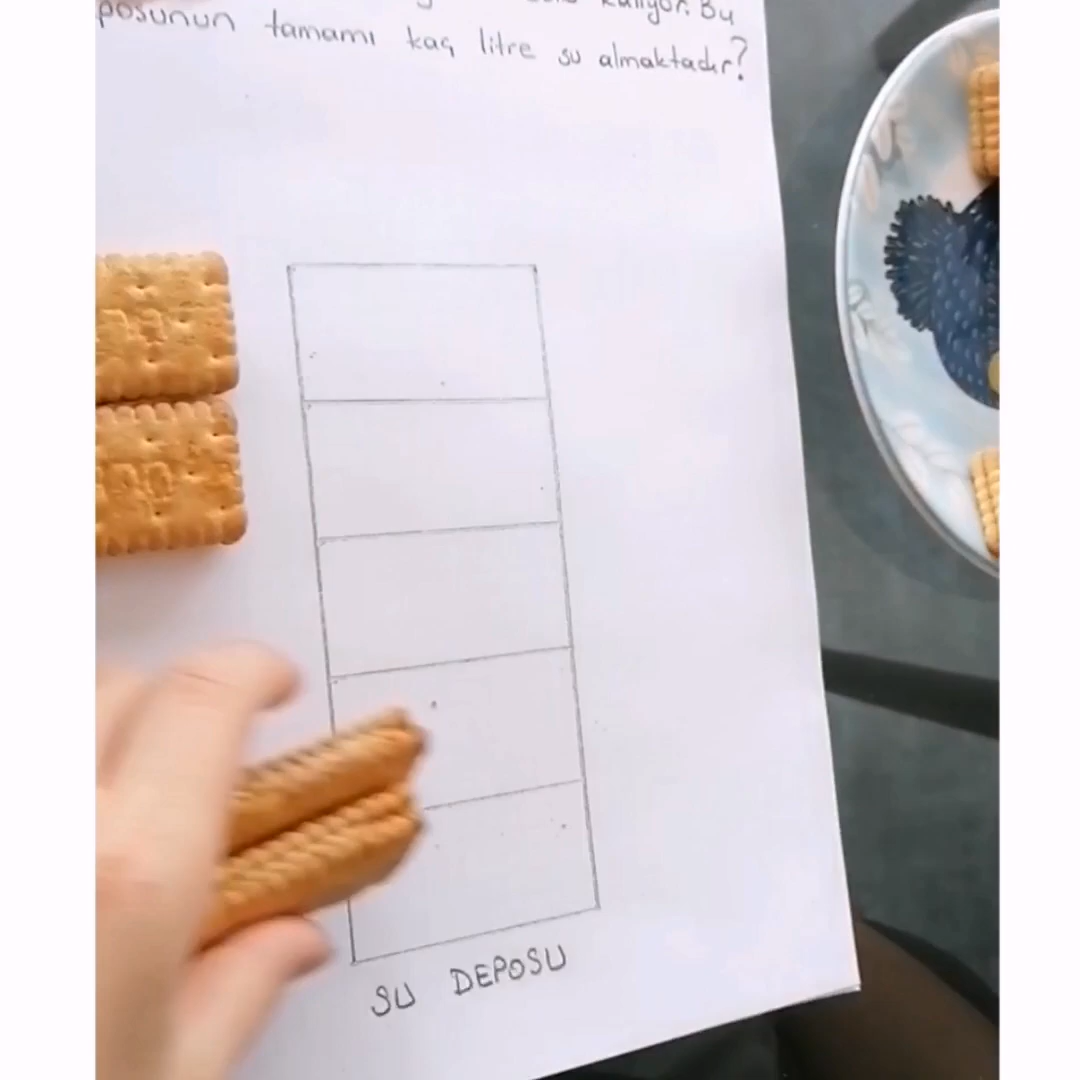 kalıyor. Bu
posunun tamamı kaç litre su almaktadır?
SU DEPOSU